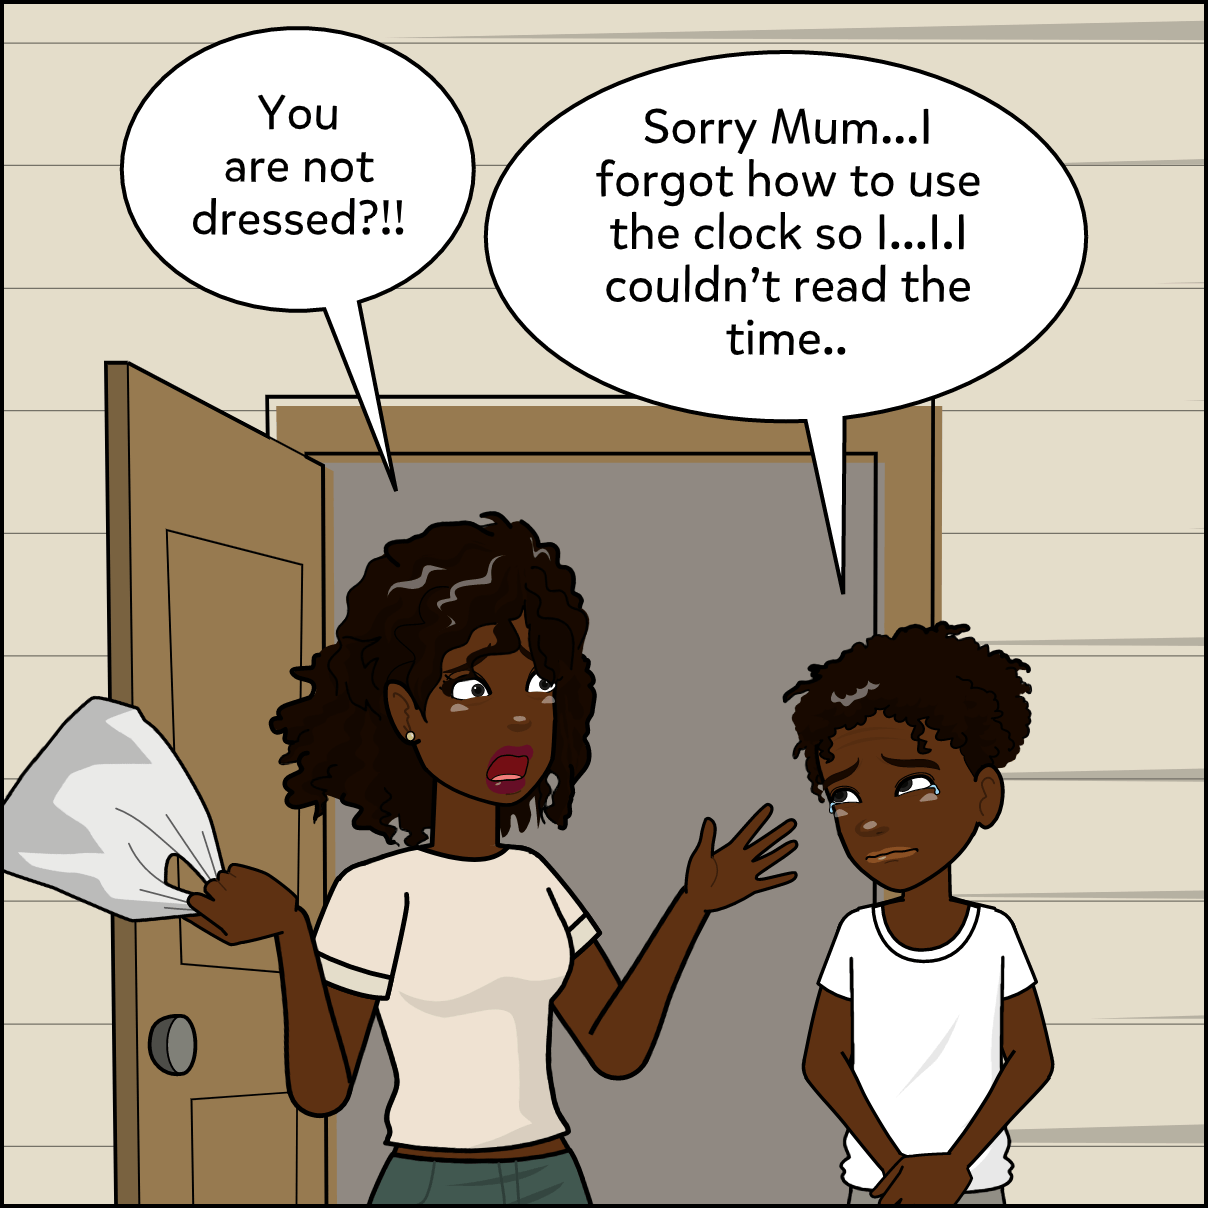 You
are not
dressed?!!
Sorry Mum...I
forgot how to use
the clock so I...I.I
couldn't read the
time..